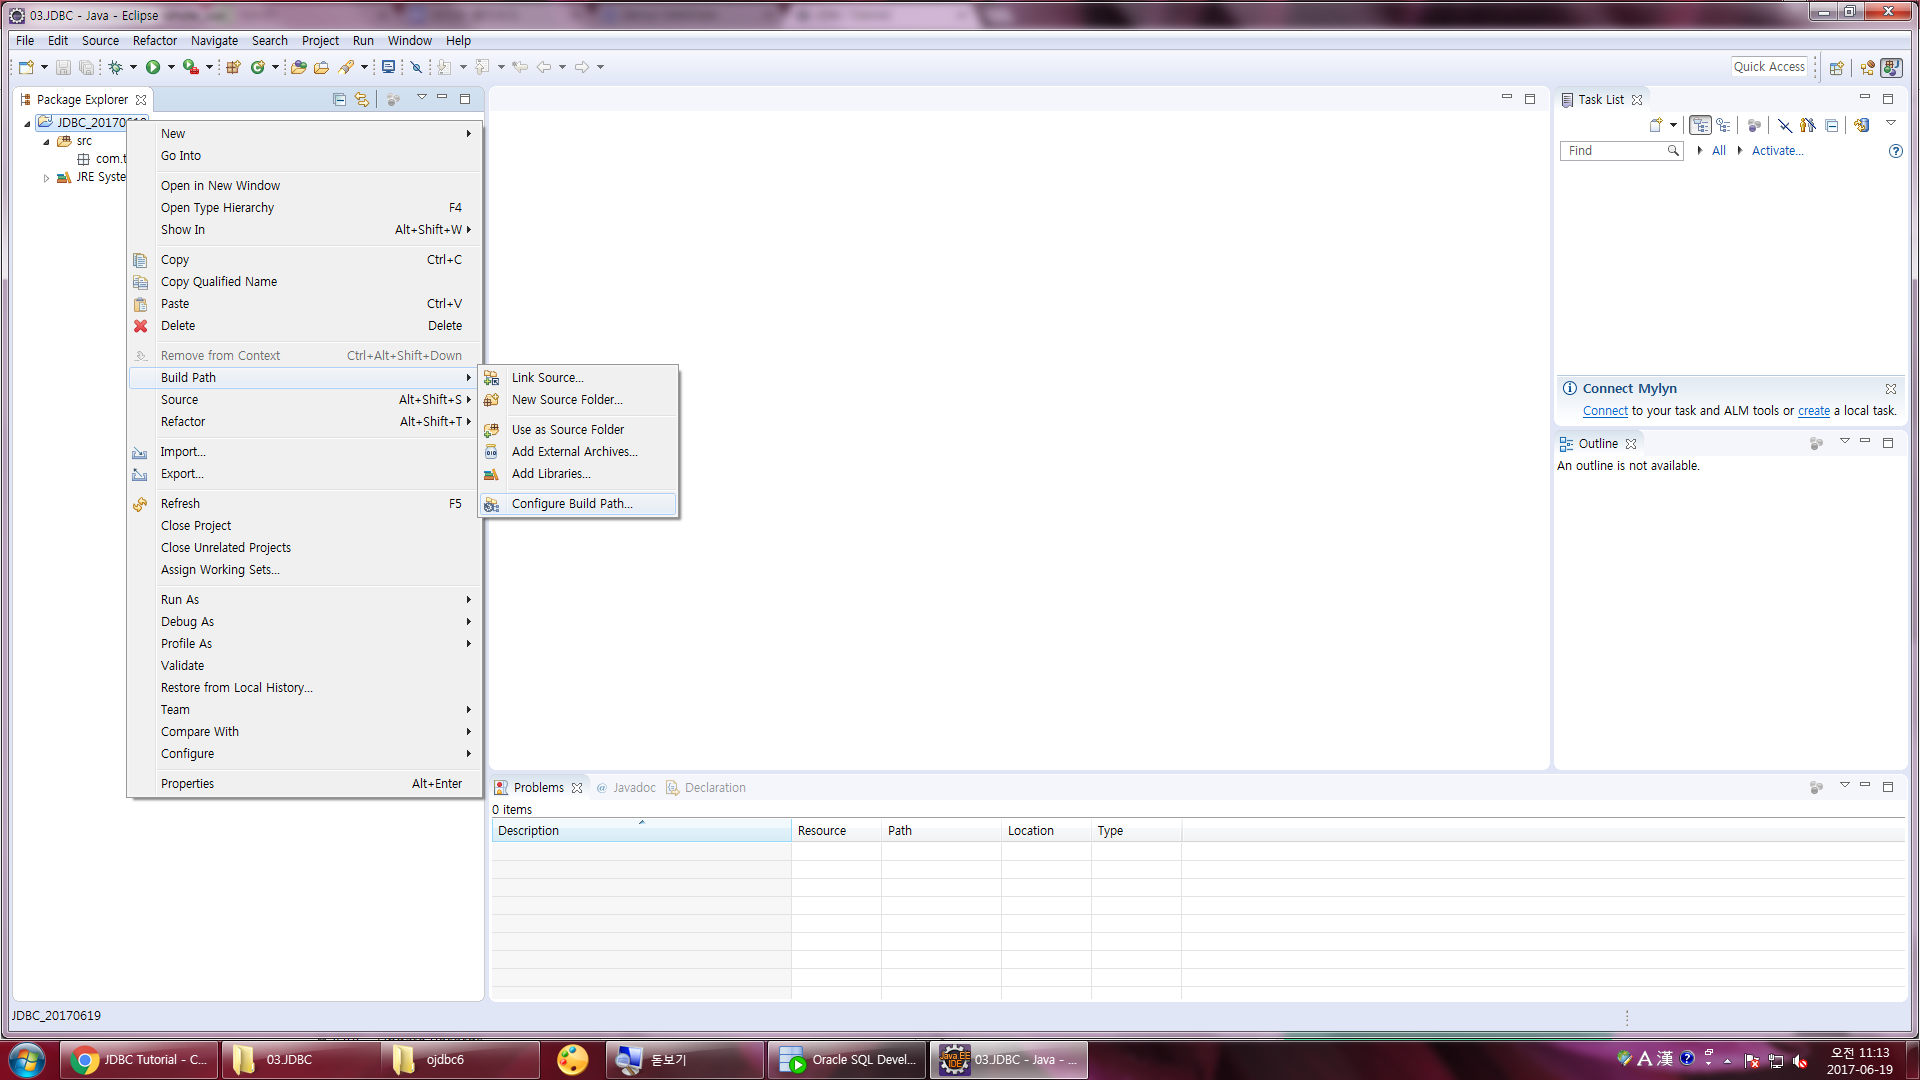 03.JDBC - Java - Eclipse
File Edit Source Refactor Navigate Search Project Run Window Help
Quick Access
Package Explorer
JDBC_20170619
src
com.t
JRE Syste
New
Go Into
Open in New Window
Open Type Hierarchy F4
Show In Alt+Shift+W
Copy Ctrl+C
Copy Qualified Name
Paste Ctrl+V
Delete Delete
Remove from Context Ctrl+Alt+Shift+Down
Build Path
Source Alt+Shift+S
Refactor Alt+Shift+T
Import...
Export...
Refresh F5
Close Project
Close Unrelated Projects
Assign Working Sets...
Run As
Debug As
Profile As
Validate
Restore from Local History...
Team
Compare With
Configure
Properties Alt+Enter
Link Source...
New Source Folder...
Use as Source Folder
Add External Archives...
Add Libraries...
Configure Build Path...
Task List
Find All Activate...
Connect Mylyn
Connect to your task and ALM tools or create a local task.
Outline
An outline is not available.
Problems @ Javadoc Declaration
0 items
Description Resource Path Location Type
JDBC_20170619
JDBC Tutorial - C... 03.JDBC ojdbc6 돋보기 Oracle SQL Devel... Java EE IDE 03.JDBC - Java - ... A 漢
오전 11:13
2017-06-19